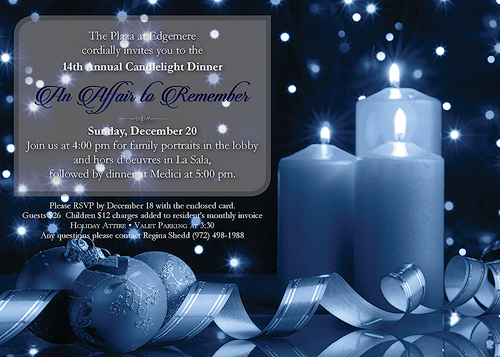 The Plaza at Edgemere
cordially invites you to the
14th Annual Candlelight Dinner
An Affair to Remember
Sunday, December 20
Join us at 4:00 pm for family portraits in the lobby
and hors d'oeuvres in La Sala,
followed by dinner at Medici at 5:00 pm.
Please RSVP by December 18 with the enclosed card.
Guests $26 Children $12 charges added to resident's monthly invoice
Holiday Attire • Valet Parking at 3:30
Any questions please contact Regina Shedd (972) 498-1988